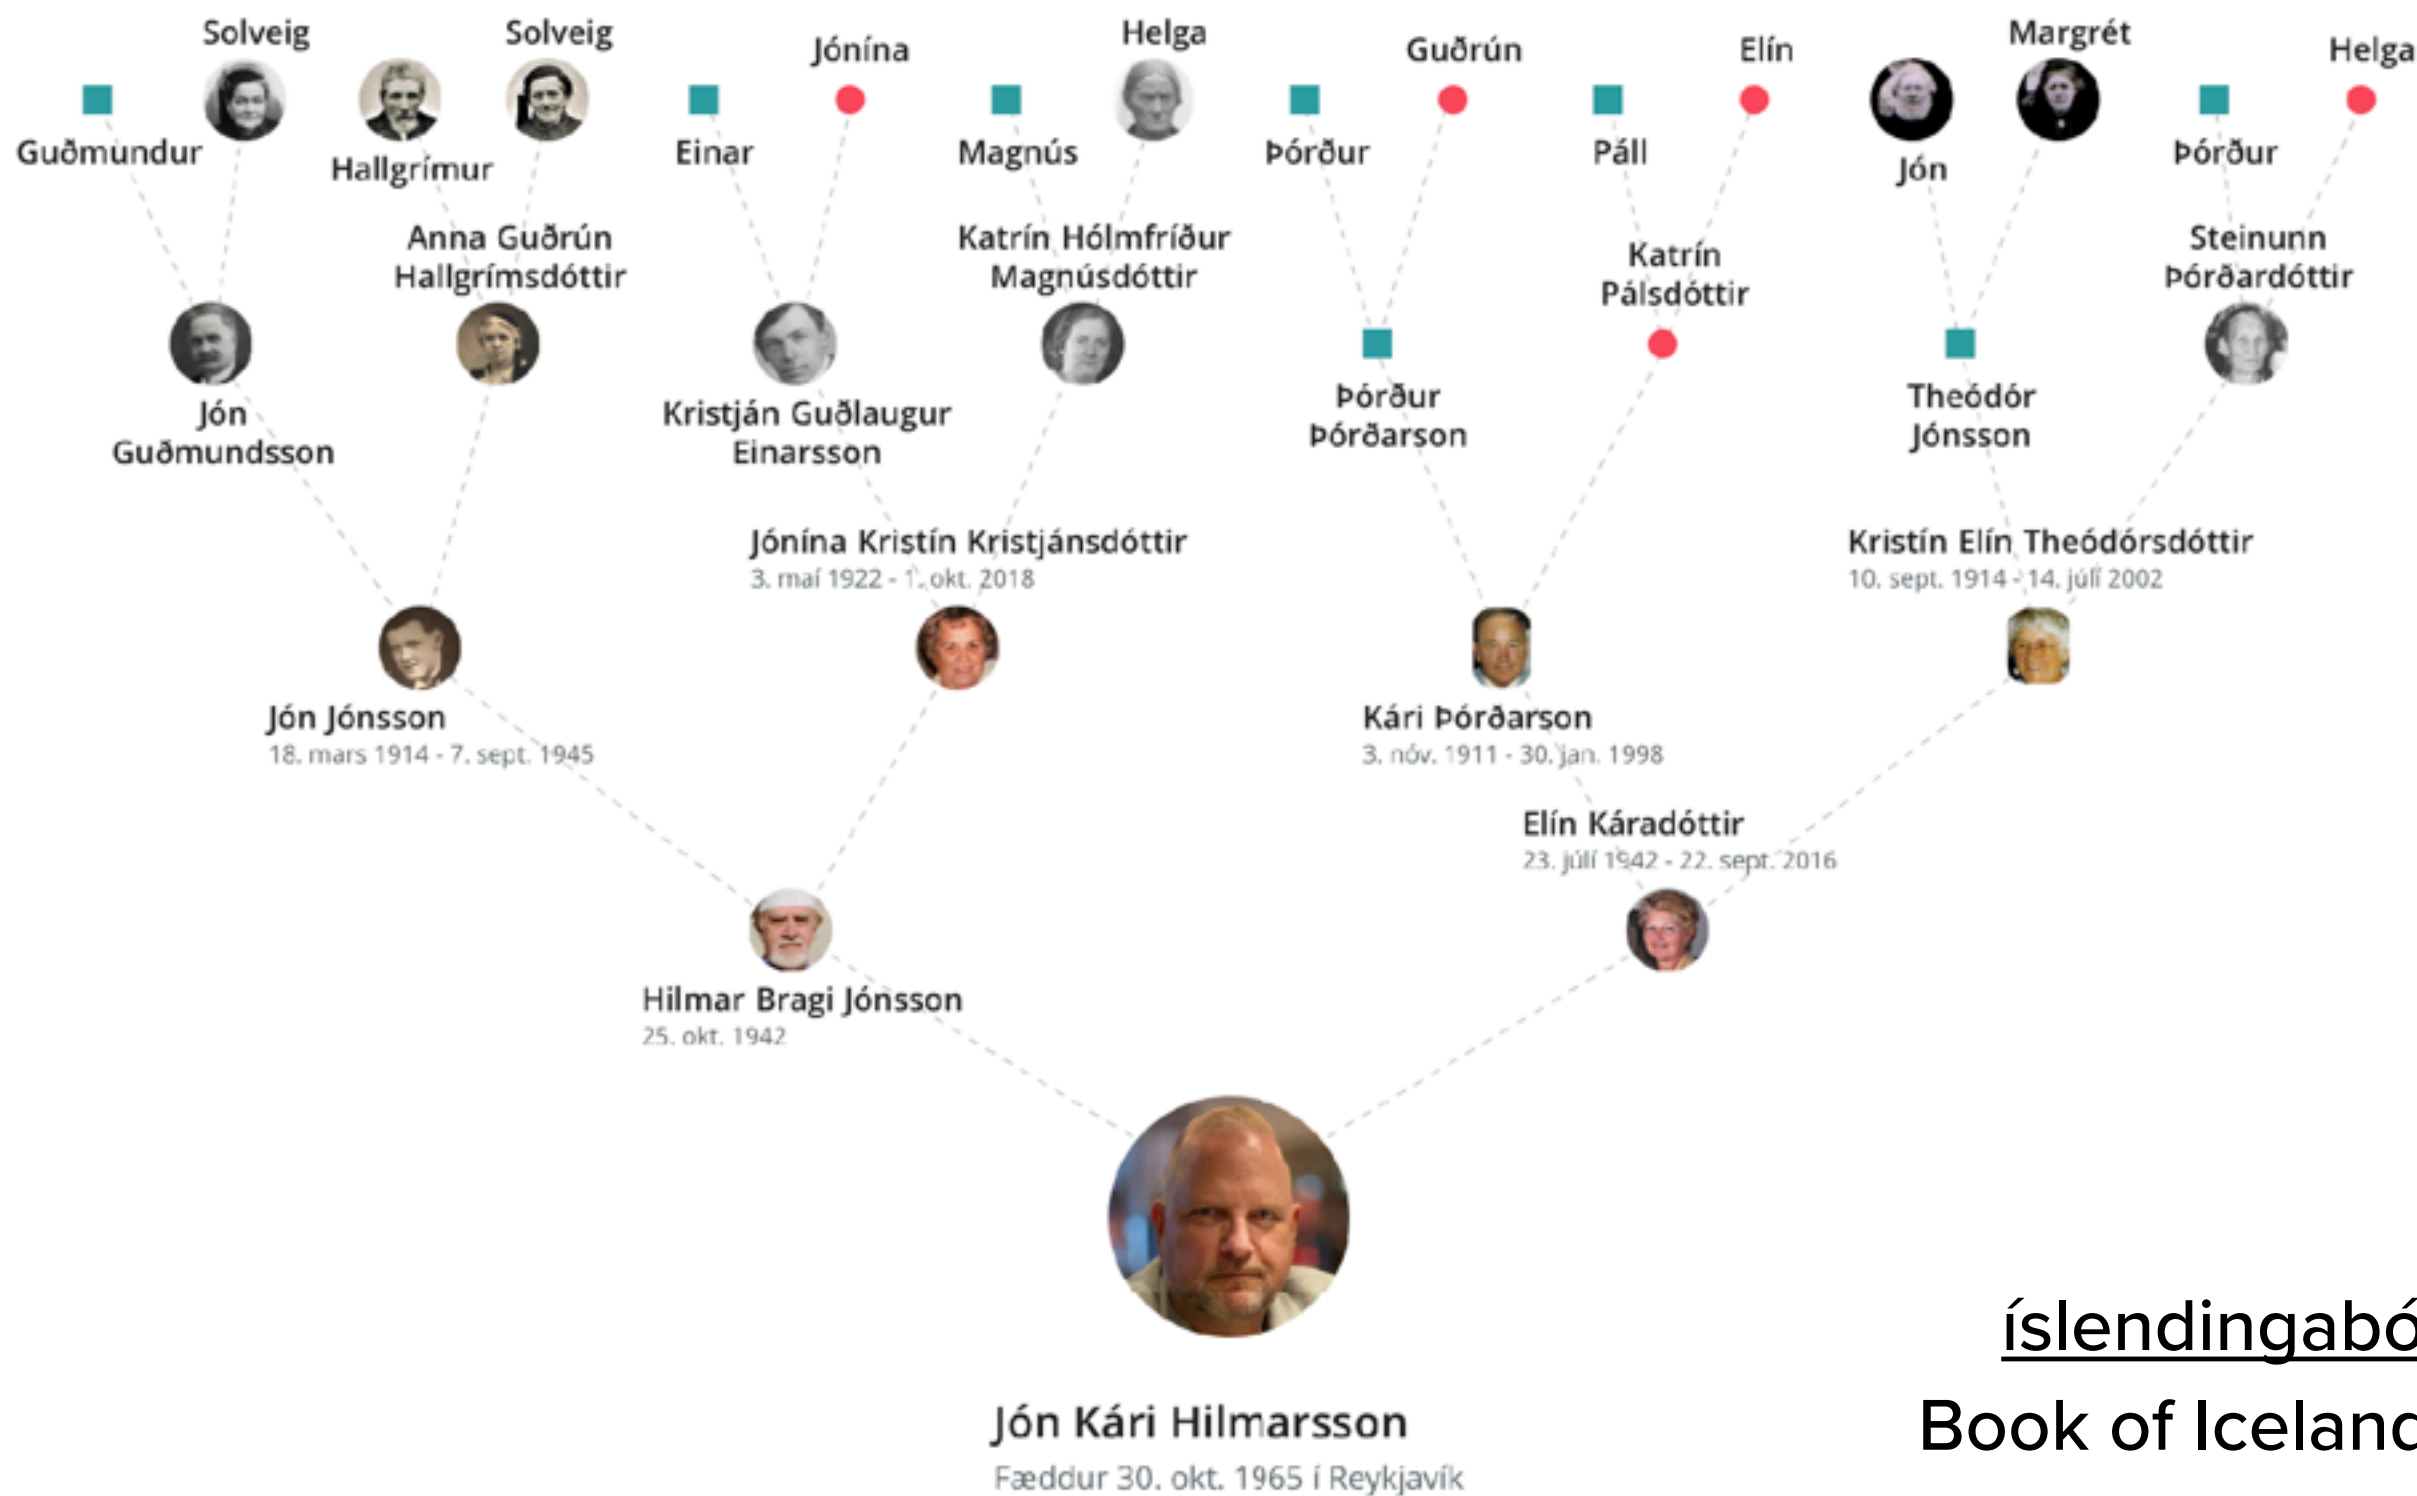 Solveig
Solveig
Jónína
Helga
Guðrún
Elín
Margrét
Helga
Guðmundur
Hallgrímur
Einar
Magnús
Þórður
Páll
Jón
Þórður
Anna Guðrún
Hallgrímsdóttir
Katrín Hólmfríður
Magnúsdóttir
Katrín
Pálsdóttir
Steinunn
Þórðardóttir
Jón
Guðmundsson
Kristján Guðlaugur
Einarsson
Þórður
Þórðarson
Theódór
Jónsson
Jónína Kristín Kristjánsdóttir
3. maí 1922 - 1. okt. 2018
Kristín Elín Theódórsdóttir
10. sept. 1914 - 14. júlí 2002
Jón Jónsson
18. mars 1914 - 7. sept. 1945
Kári Þórðarson
3. nóv. 1911 - 30. jan. 1998
Elín Káradóttir
23. júlí 1942 - 22. sept. 2016
Hilmar Bragi Jónsson
25. okt. 1942
íslendingabó
Book of Iceland
Jón Kári Hilmarsson
Fæddur 30. okt. 1965 í Reykjavík